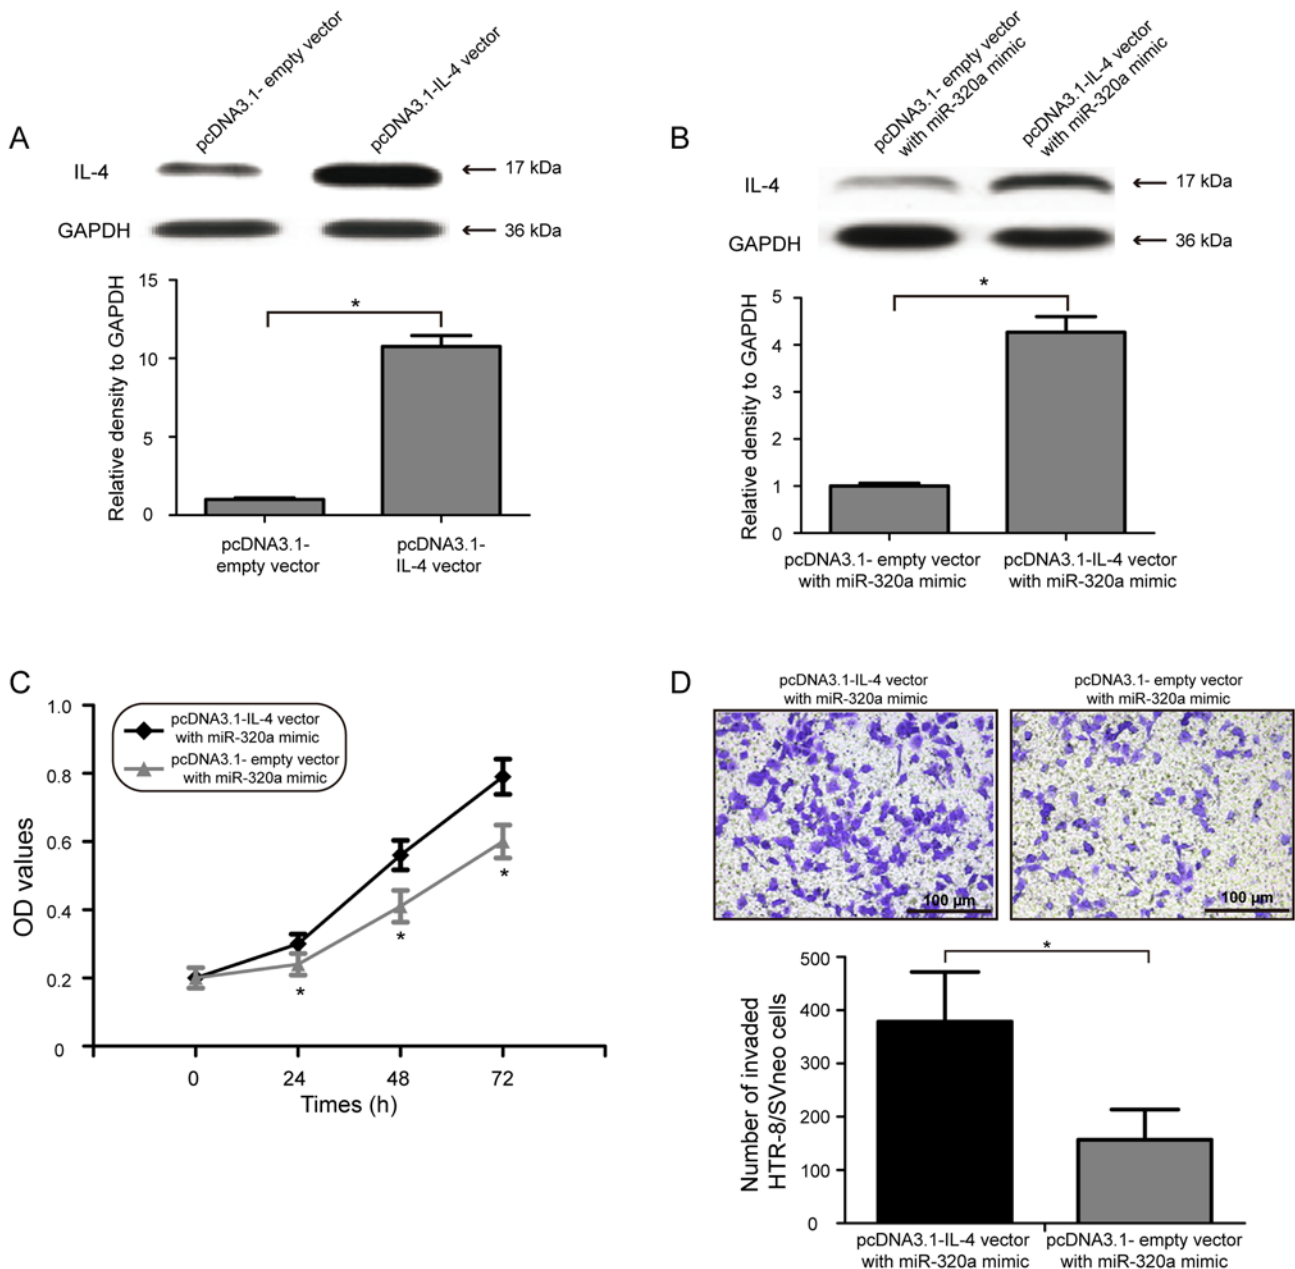 A
pcDNA3.1- empty vector
pcDNA3.1-IL-4 vector
IL-4
17 kDa
GAPDH
36 kDa
Relative density to GAPDH
15
10
5
0
*
pcDNA3.1-
empty vector
pcDNA3.1-
IL-4 vector
B
pcDNA3.1- empty vector
with miR-320a mimic
pcDNA3.1-IL-4 vector
with miR-320a mimic
IL-4
17 kDa
GAPDH
36 kDa
Relative density to GAPDH
5
4
3
2
1
0
*
pcDNA3.1- empty vector
with miR-320a mimic
pcDNA3.1-IL-4 vector
with miR-320a mimic
C
OD values
1.0
0.8
0.6
0.4
0.2
0
pcDNA3.1-IL-4 vector
with miR-320a mimic
pcDNA3.1- empty vector
with miR-320a mimic
*
*
*
0
24
48
72
Times (h)
D
pcDNA3.1-IL-4 vector
with miR-320a mimic
pcDNA3.1- empty vector
with miR-320a mimic
100 µm
100 µm
Number of invaded
HTR-8/SVneo cells
500
400
300
200
100
0
*
pcDNA3.1-IL-4 vector
with miR-320a mimic
pcDNA3.1- empty vector
with miR-320a mimic